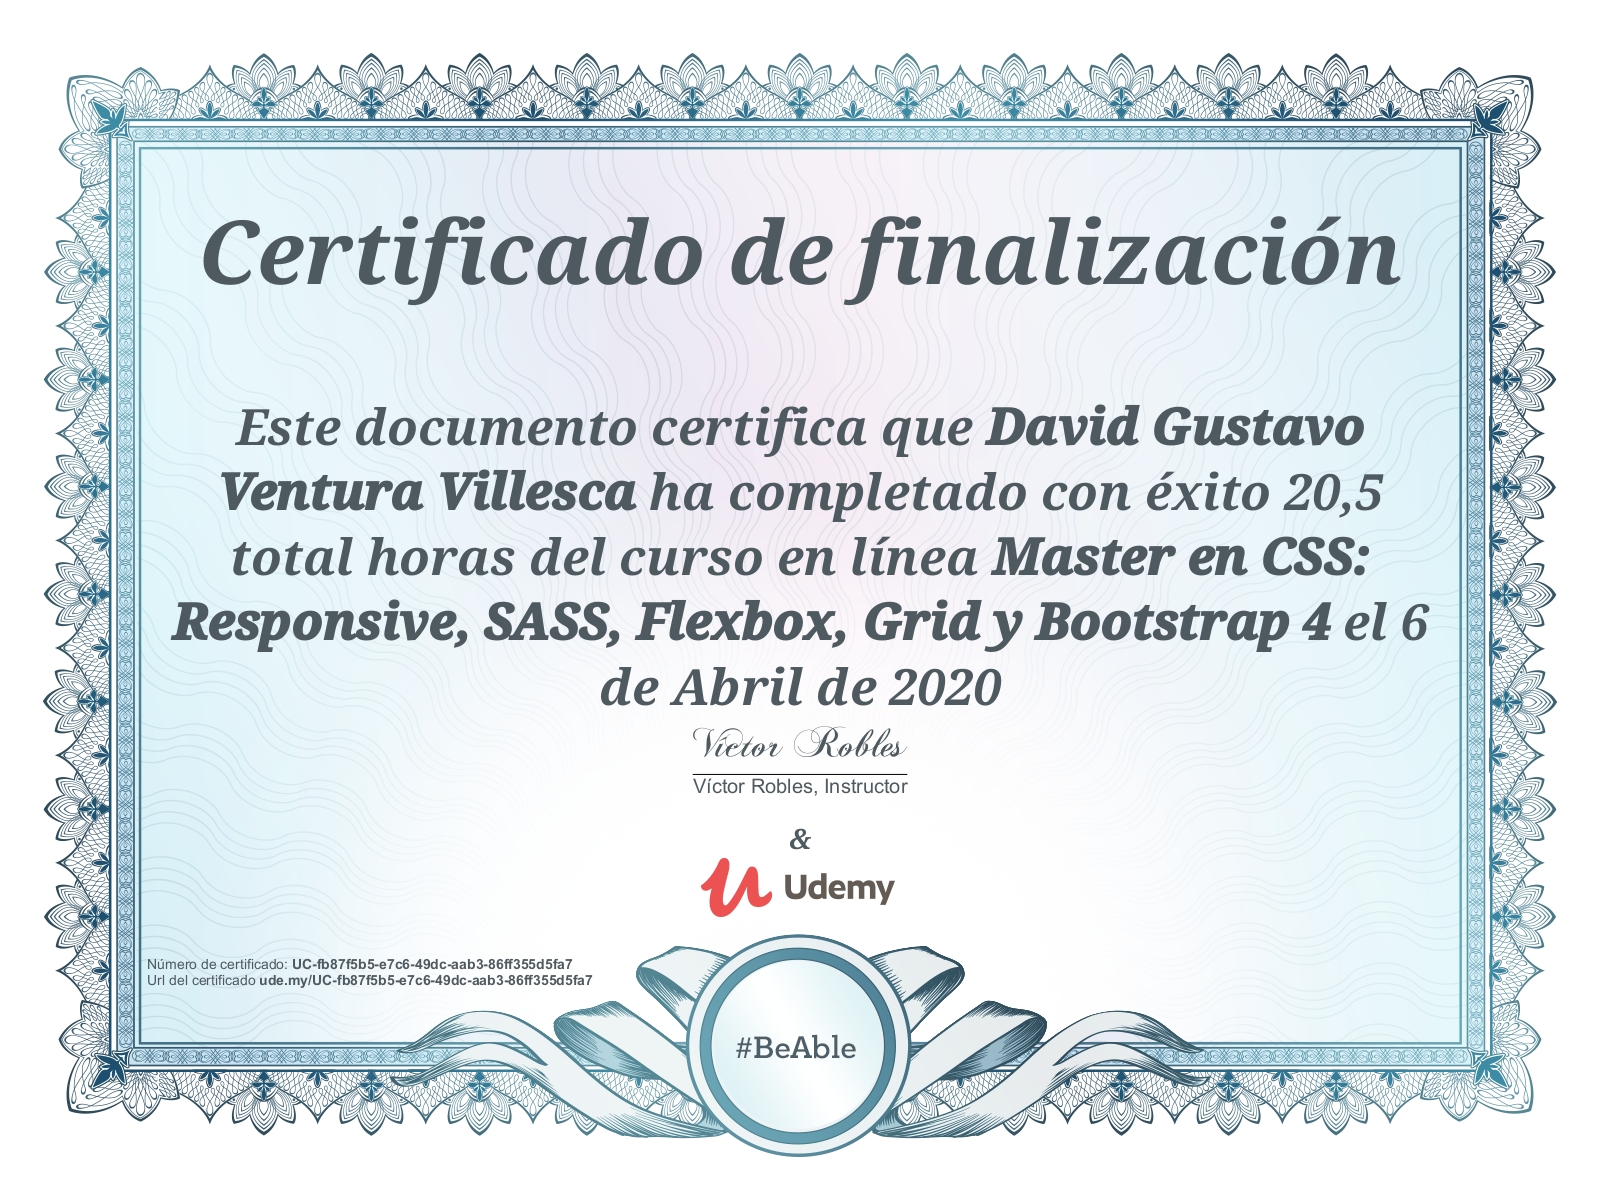 Certificado de finalización
Este documento certifica que David Gustavo
Ventura Villesca ha completado con éxito 20,5
total horas del curso en línea Master en CSS:
Responsive, SASS, Flexbox, Grid y Bootstrap 4 el 6
de Abril de 2020
Víctor Robles
Víctor Robles, Instructor
&
Udemy
Número de certificado: UC-fb87f5b5-e7c6-49dc-aab3-86ff355d5fa7
Url del certificado ude.my/UC-fb87f5b5-e7c6-49dc-aab3-86ff355d5fa7
#BeAble